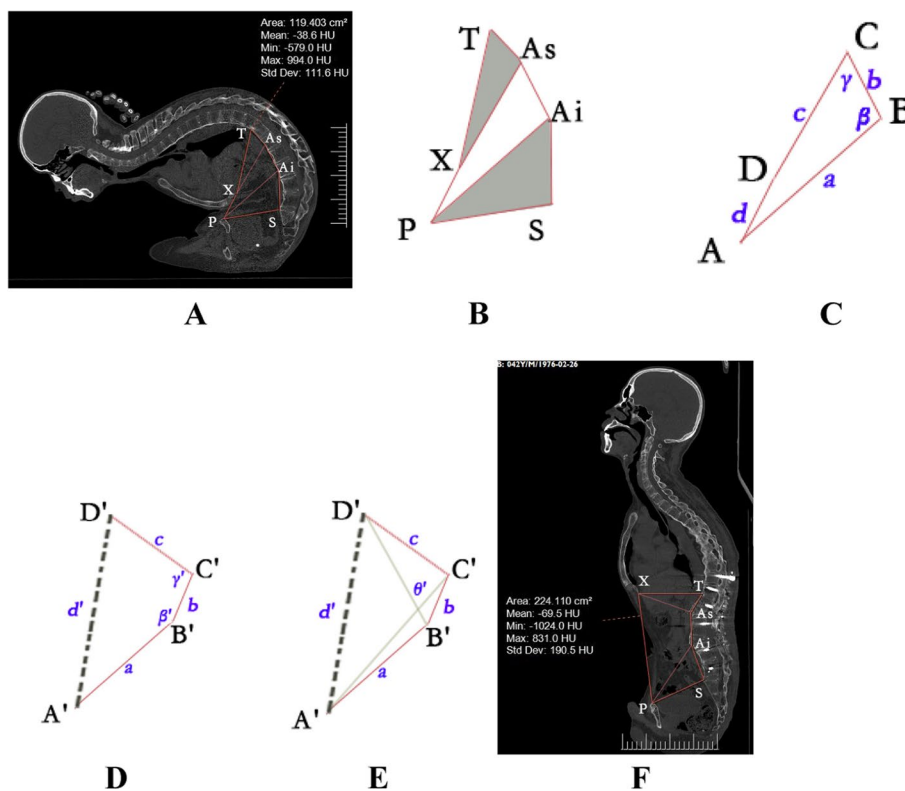 Area: 119.403 cm²
Mean: -38.6 HU
Min: -579.0 HU
Max: 994.0 HU
Std Dev: 111.6 HU
T
As
Ai
X
P
S
A
T
As
Ai
X
P
S
B
C
γ
b
c
β
B
D
a
d
A
C
D'
c
C'
γ'
d'
b
β'
B'
a
A'
D
D'
c
C'
θ'
d'
b
B'
a
A'
E
B: 042Y/M/1976-02-26
X
T
Area: 224.110 cm²
Mean: -69.5 HU
Min: -1024.0 HU
Max: 831.0 HU
Std Dev: 190.5 HU
As
Ai
S
P
F